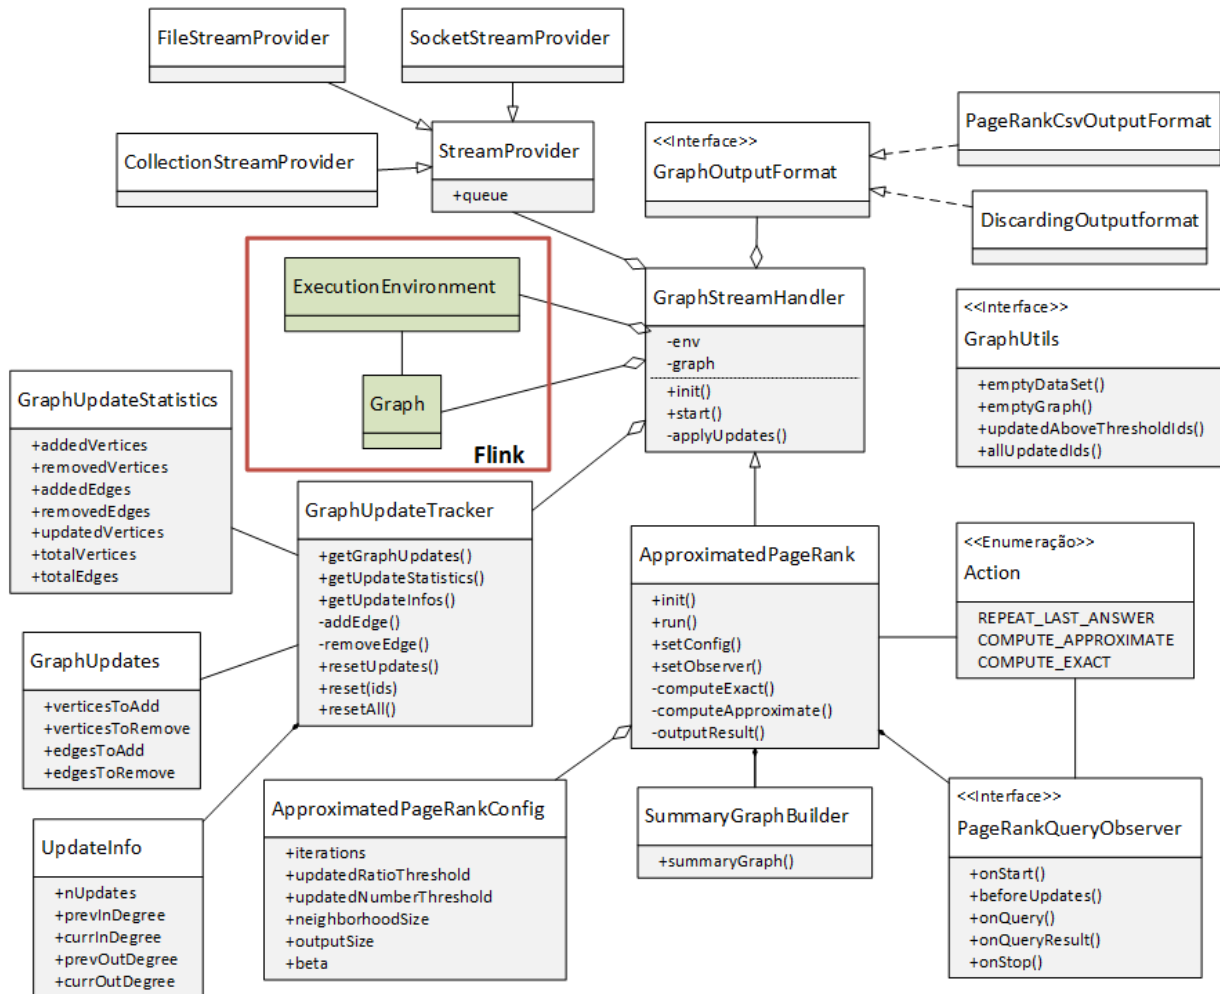 FileStreamProvider
SocketStreamProvider
CollectionStreamProvider
StreamProvider
+queue
<<Interface>>
GraphOutputFormat
PageRankCsvOutputFormat
DiscardingOutputformat
ExecutionEnvironment
Graph
Flink
GraphStreamHandler
-env
-graph
+init()
+start()
-applyUpdates()
<<Interface>>
GraphUtils
+emptyDataSet()
+emptyGraph()
+updatedAboveThresholdIds()
+allUpdatedIds()
GraphUpdateStatistics
+addedVertices
+removedVertices
+addedEdges
+removedEdges
+updatedVertices
+totalVertices
+totalEdges
GraphUpdateTracker
+getGraphUpdates()
+getUpdateStatistics()
+getUpdateInfos()
-addEdge()
-removeEdge()
+resetUpdates()
+reset(ids)
+resetAll()
ApproximatedPageRank
+init()
+run()
+setConfig()
+setObserver()
-computeExact()
-computeApproximate()
-outputResult()
<<Enumeração>>
Action
REPEAT_LAST_ANSWER
COMPUTE_APPROXIMATE
COMPUTE_EXACT
GraphUpdates
+verticesToAdd
+verticesToRemove
+edgesToAdd
+edgesToRemove
UpdateInfo
+nUpdates
+prevInDegree
+currInDegree
+prevOutDegree
+currOutDegree
ApproximatedPageRankConfig
+iterations
+updatedRatioThreshold
+updatedNumberThreshold
+neighborhoodSize
+outputSize
+beta
SummaryGraphBuilder
+summaryGraph()
<<Interface>>
PageRankQueryObserver
+onStart()
+beforeUpdates()
+onQuery()
+onQueryResult()
+onStop()